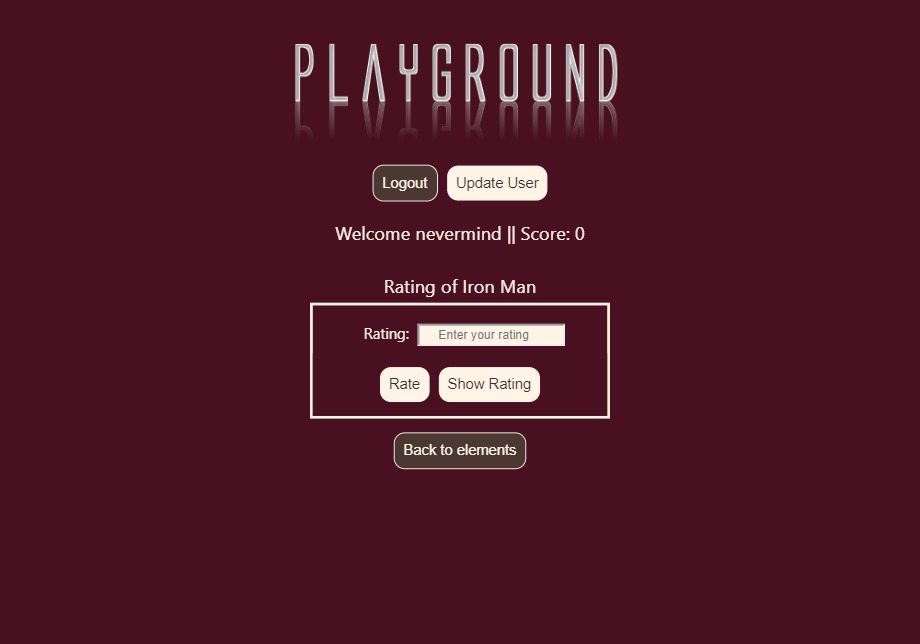 PLAYGROUND
Logout Update User
Welcome nevermind || Score: 0
Rating of Iron Man
Rating: Enter your rating
Rate Show Rating
Back to elements